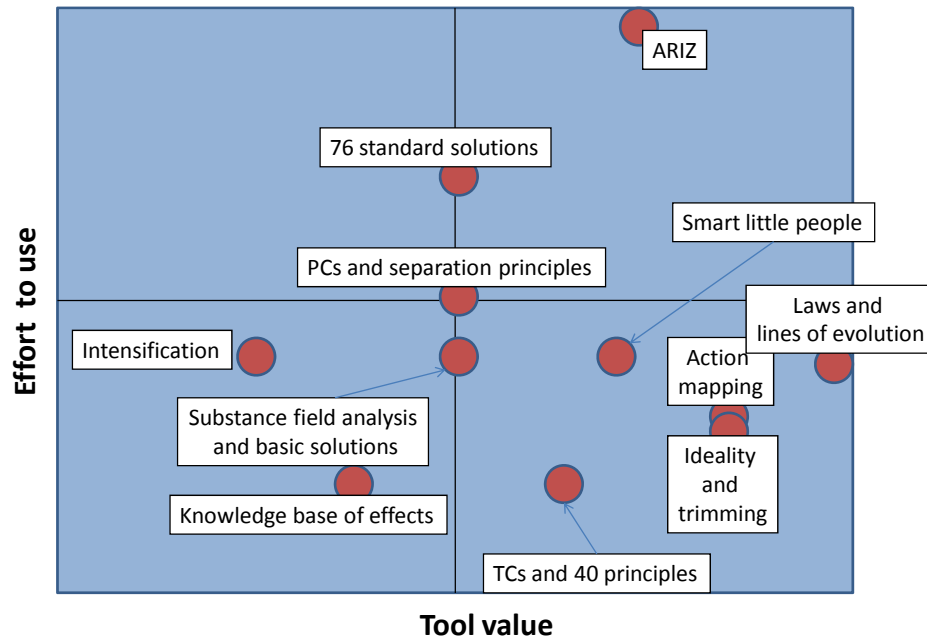 ARIZ
76 standard solutions
Smart little people
PCs and separation principles
Laws and
lines of evolution
Intensification
Action
mapping
Substance field analysis
and basic solutions
Ideality
and
trimming
Knowledge base of effects
TCs and 40 principles
Effort to use
Tool value